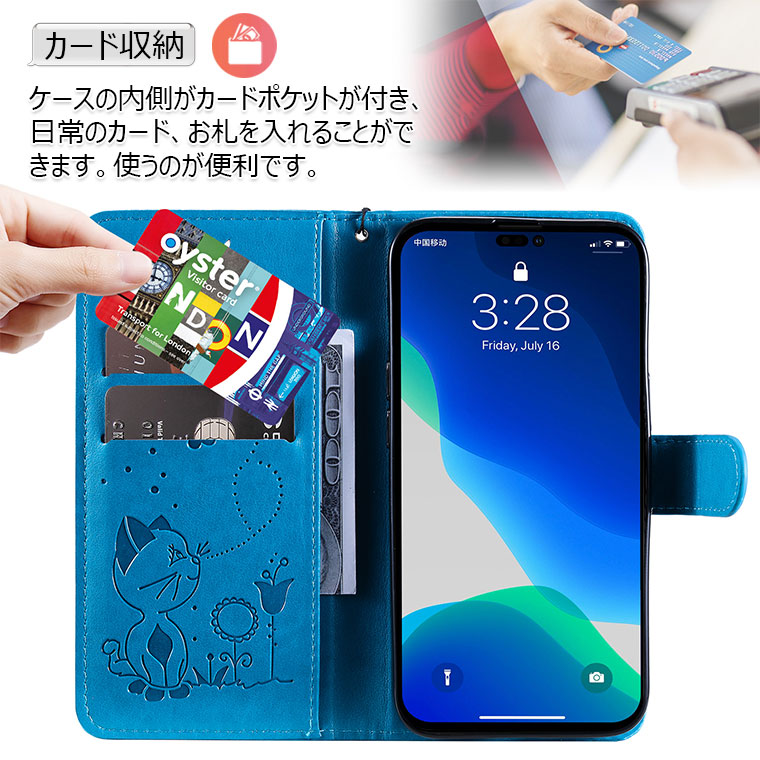 カード収納
ケースの内側がカードポケットが付き、
日常のカード、お札を入れることがで
きます。使うのが便利です。
oyster
Visitor card
NDON
Transport for London
中国移动
3:28
Friday, July 16